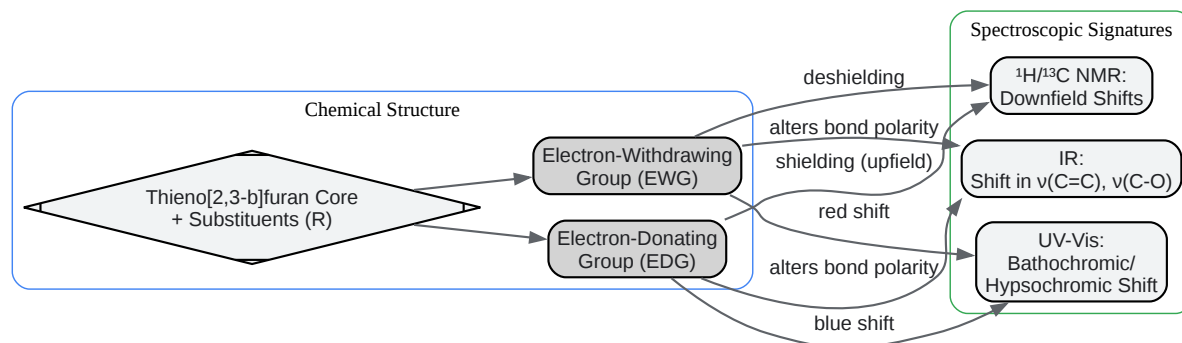 Chemical Structure
Thieno[2,3-b]furan Core
+ Substituents (R)
Electron-Withdrawing
Group (EWG)
Electron-Donating
Group (EDG)
deshielding
alters bond polarity
shielding (upfield)
red shift
alters bond polarity
blue shift
Spectroscopic Signatures
¹H/¹³C NMR:
Downfield Shifts
IR:
Shift in ν(C=C), ν(C-O)
UV-Vis:
Bathochromic/
Hypsochromic Shift